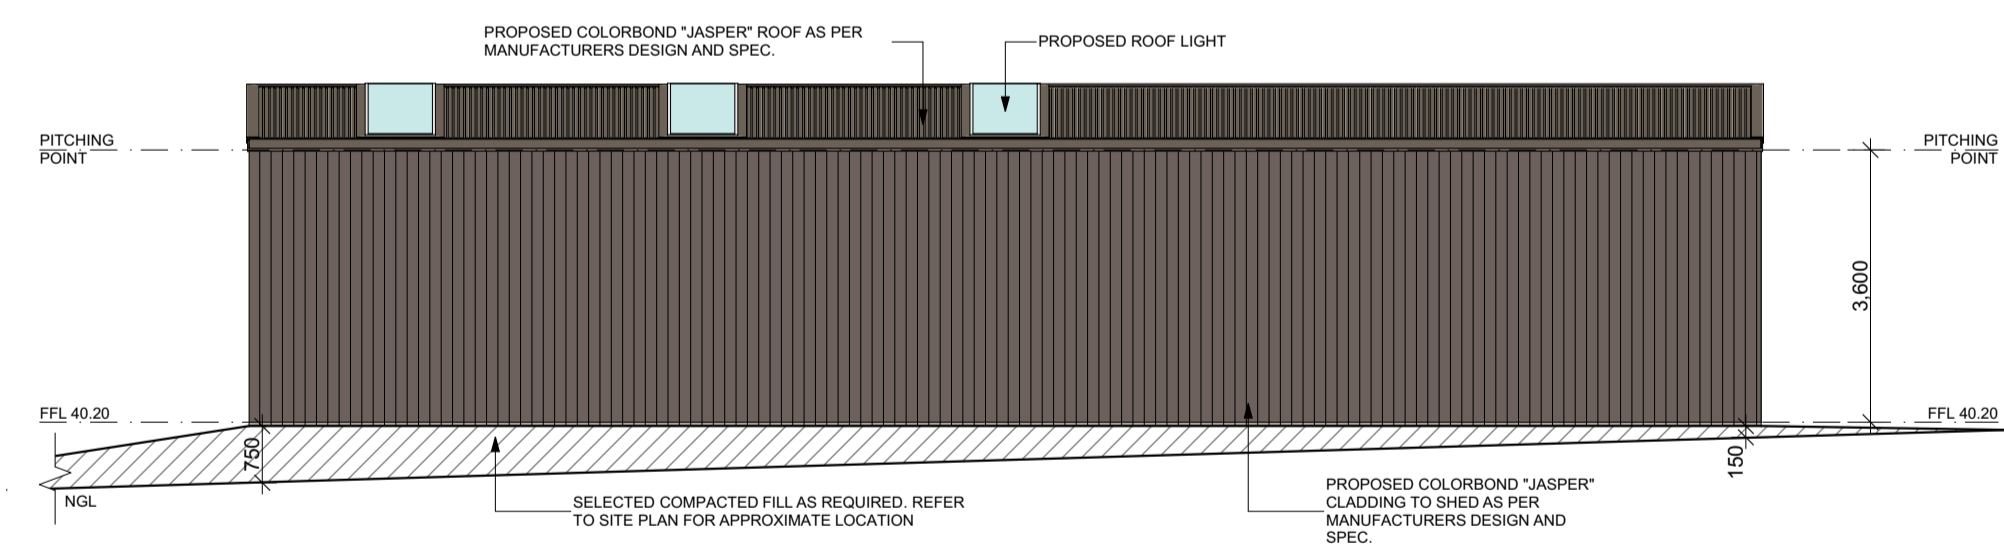 PROPOSED COLORBOND "JASPER" ROOF AS PER
MANUFACTURERS DESIGN AND SPEC.
PROPOSED ROOF LIGHT
PITCHING
POINT
PITCHING
POINT
3,600
FFL 40.20
FFL 40.20
750
150
NGL
SELECTED COMPACTED FILL AS REQUIRED. REFER
TO SITE PLAN FOR APPROXIMATE LOCATION
PROPOSED COLORBOND "JASPER"
CLADDING TO SHED AS PER
MANUFACTURERS DESIGN AND
SPEC.